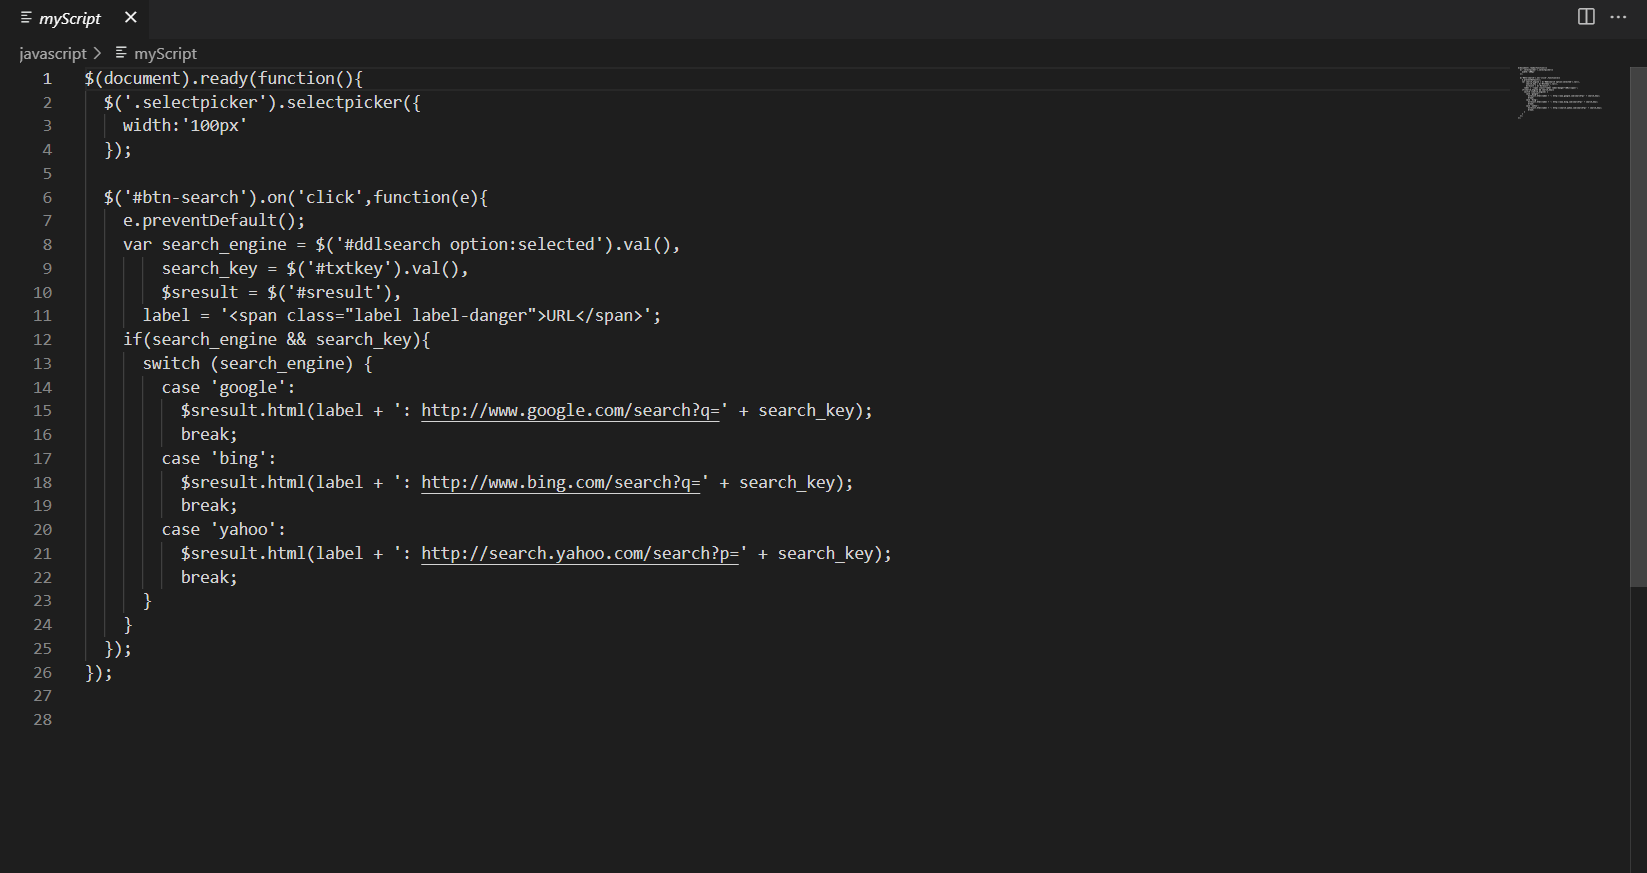 myScript
javascript > myScript
1 $(document).ready(function(){
2   $('.selectpicker').selectpicker({
3     width:'100px'
4   });
5
6   $('#btn-search').on('click',function(e){
7     e.preventDefault();
8     var search_engine = $('#ddlsearch option:selected').val(),
9         search_key = $('#txtkey').val(),
10         $sresult = $('#sresult'),
11       label = '<span class="label label-danger">URL</span>';
12     if(search_engine && search_key){
13       switch (search_engine) {
14         case 'google':
15           $sresult.html(label + ': http://www.google.com/search?q=' + search_key);
16           break;
17         case 'bing':
18           $sresult.html(label + ': http://www.bing.com/search?q=' + search_key);
19           break;
20         case 'yahoo':
21           $sresult.html(label + ': http://search.yahoo.com/search?p=' + search_key);
22           break;
23       }
24     }
25   });
26 });
27
28